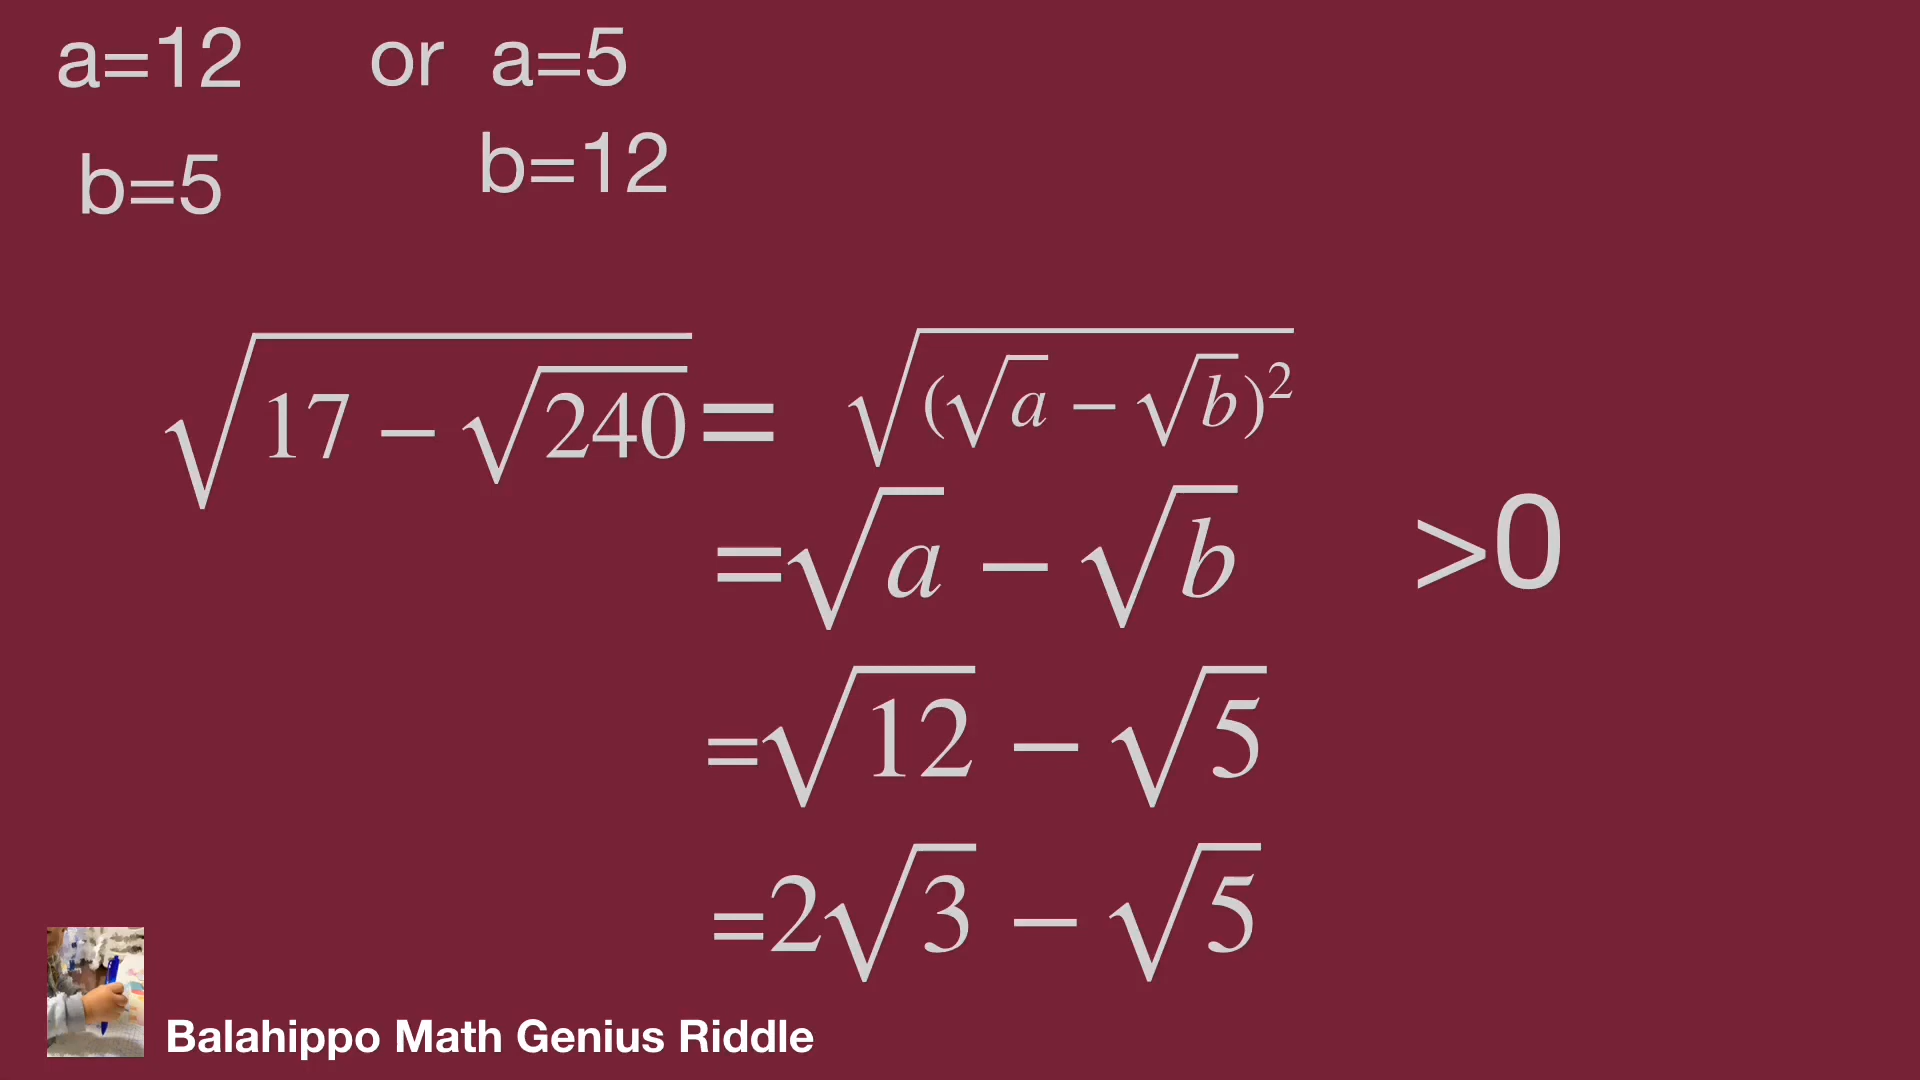 a=12 or a=5
b=5 b=12
√(17 − √240) = √((√a − √b)²)
=√a − √b >0
=√12 − √5
=2√3 − √5
Balahippo Math Genius Riddle